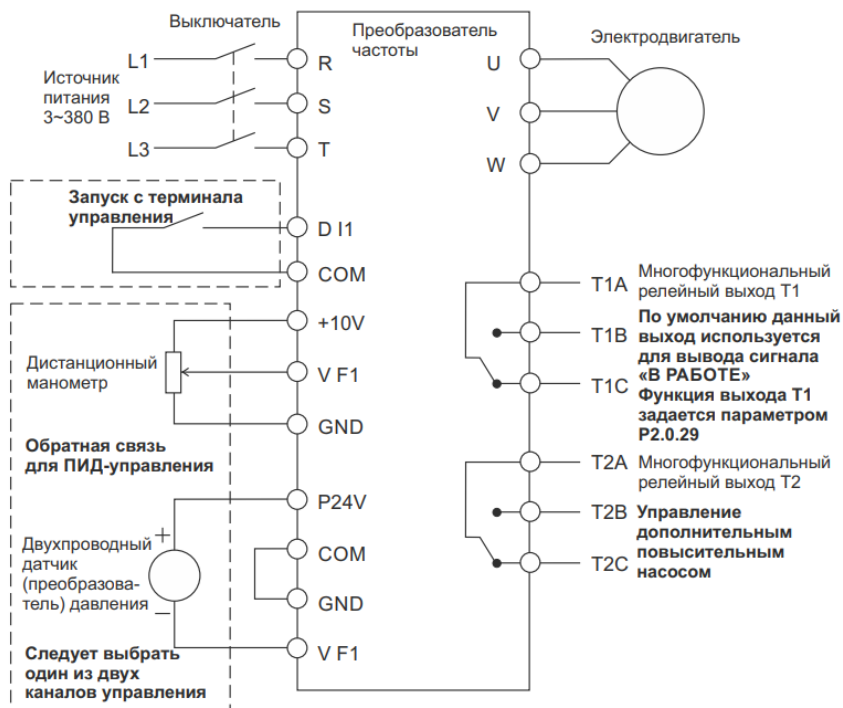 Выключатель
Преобразователь
частоты
Электродвигатель
L1
R
U
Источник
питания
3~380 В
L2
S
V
L3
T
W
Запуск с терминала
управления
D I1
COM
T1A
Многофункциональный
релейный выход T1
+10V
T1B
По умолчанию данный
выход используется
для вывода сигнала
«В РАБОТЕ»
Функция выхода T1
задается параметром
P2.0.29
Дистанционный
манометр
V F1
T1C
GND
Обратная связь
для ПИД-управления
T2A
Многофункциональный
релейный выход T2
P24V
T2B
Управление
дополнительным
повысительным
насосом
+
Двухпроводный
датчик
(преобразова-
тель) давления
–
COM
T2C
GND
V F1
Следует выбрать
один из двух
каналов управления